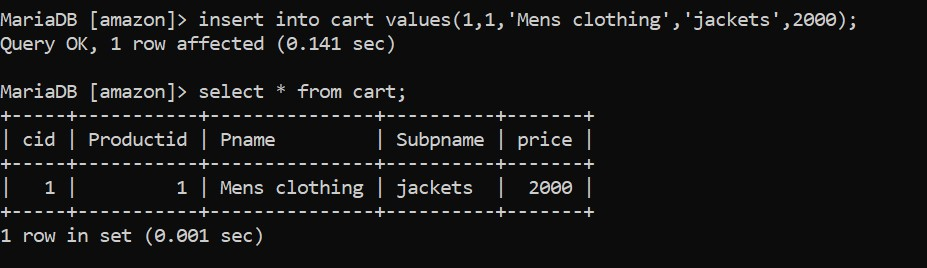 MariaDB [amazon]> insert into cart values(1,1,'Mens clothing','jackets',2000);
Query OK, 1 row affected (0.141 sec)

MariaDB [amazon]> select * from cart;
+-----+-----------+---------------+----------+-------+
| cid | Productid | Pname         | Subpname | price |
+-----+-----------+---------------+----------+-------+
|   1 |         1 | Mens clothing | jackets  |  2000 |
+-----+-----------+---------------+----------+-------+
1 row in set (0.001 sec)